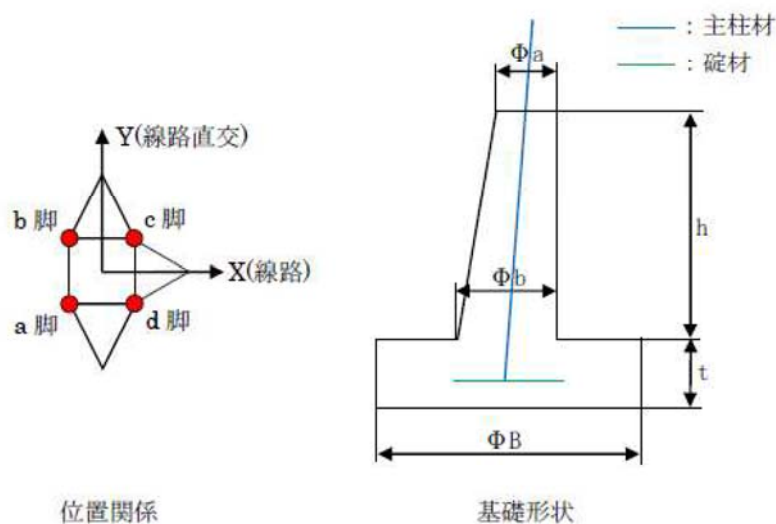 Y(線路直交)
b 脚
c 脚
X(線路)
a 脚
d 脚
位置関係
: 主柱材
: 碇材
Φa
h
Φb
t
ΦB
基礎形状